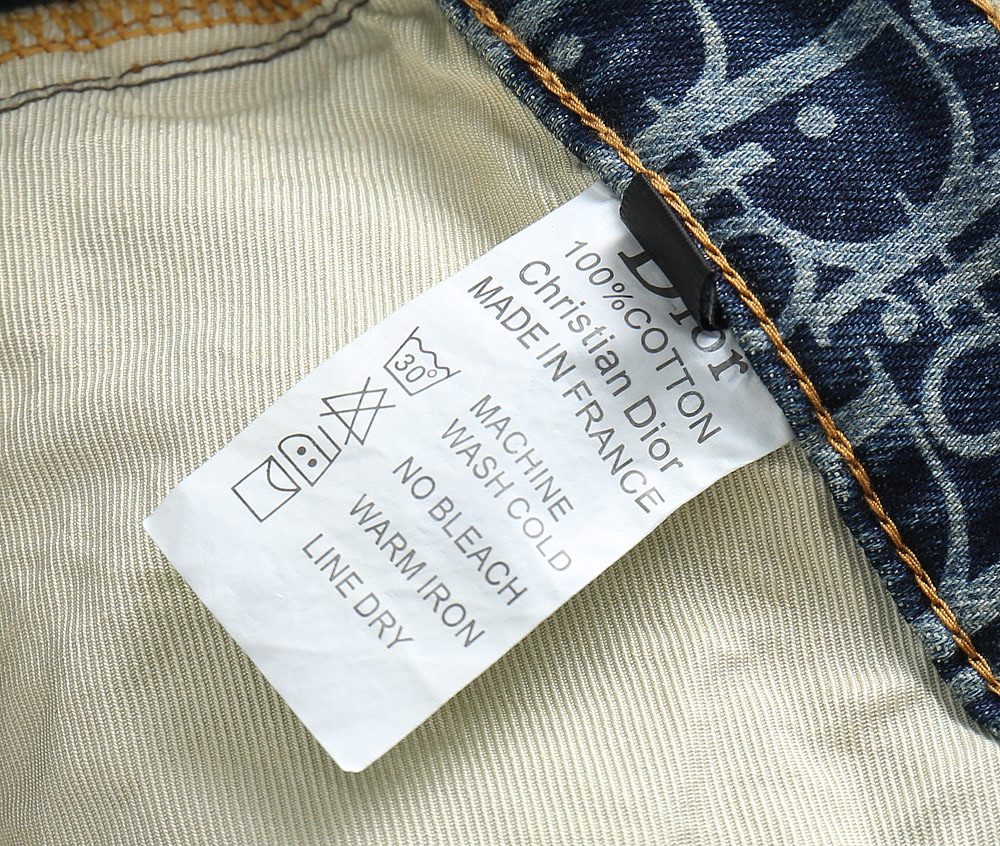 Dior
100%COTTON
Christian Dior
MADE IN FRANCE
30°
MACHINE
WASH COLD
NO BLEACH
WARM IRON
LINE DRY